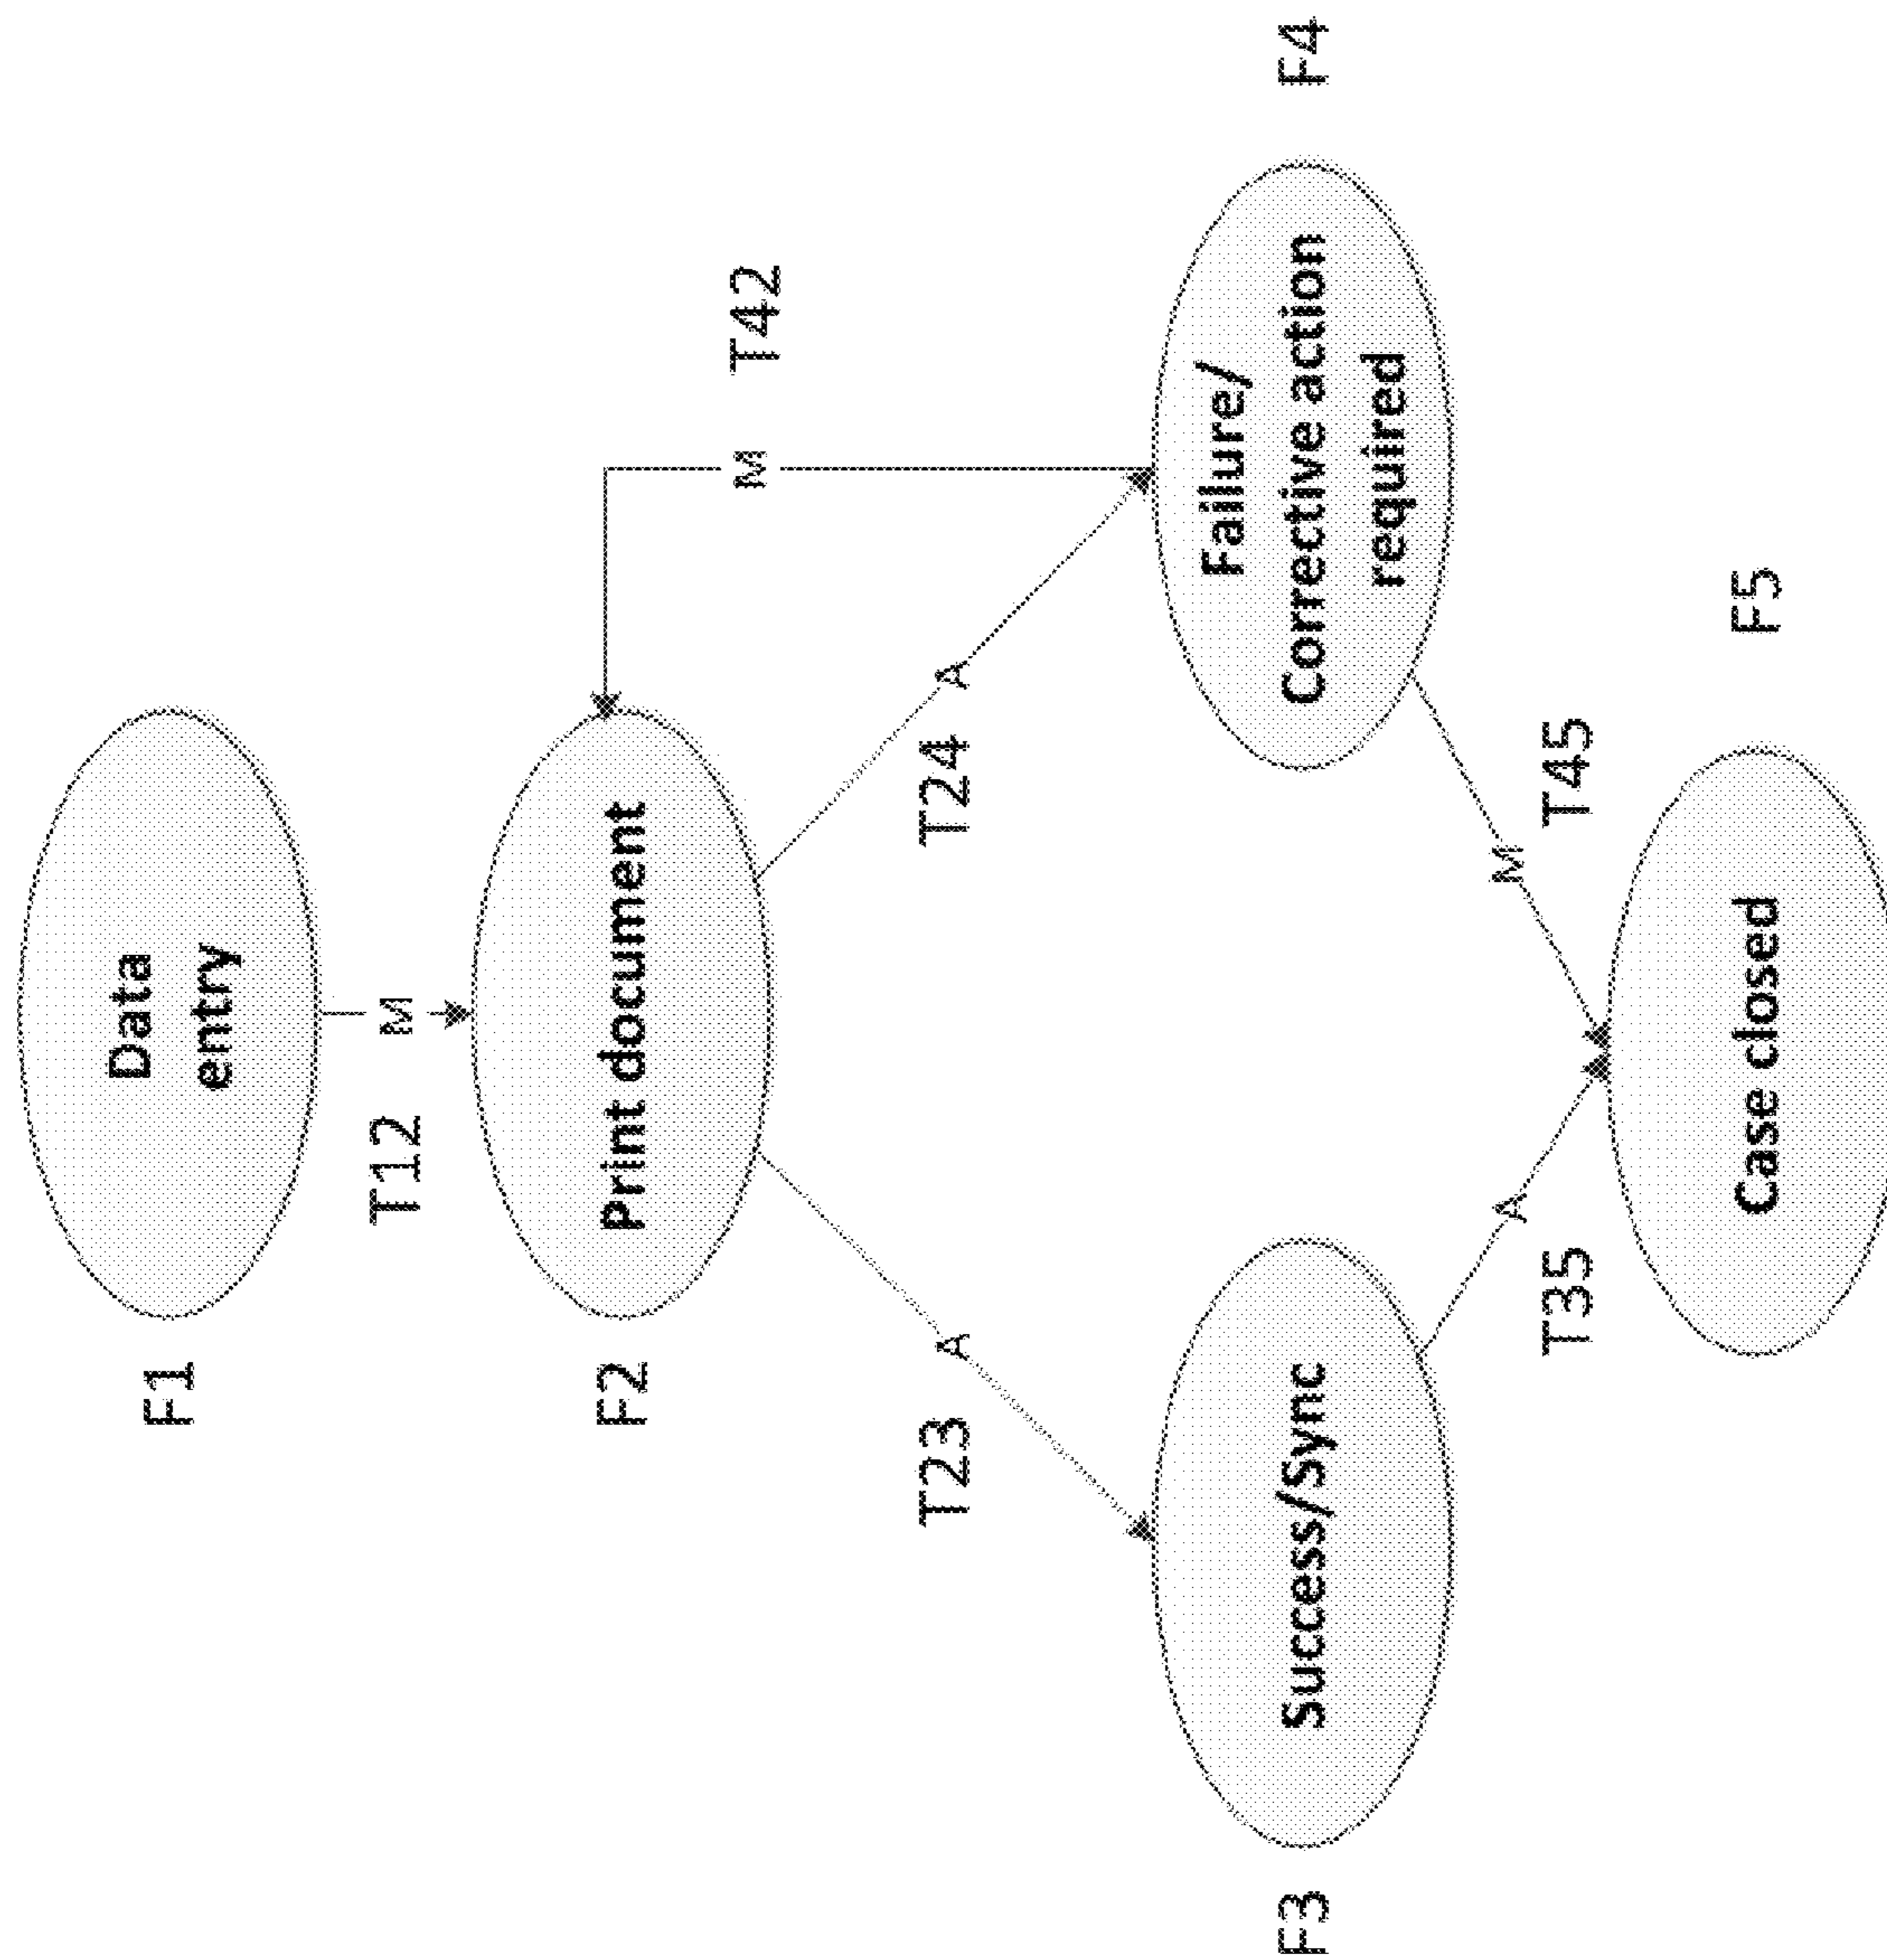 F1
Data
entry
T12
M
F2
Print document
M
T42
T23
A
T24
A
F3
Success/Sync
Failure/
Corrective action
required
F4
T35
A
M
T45
Case closed
F5